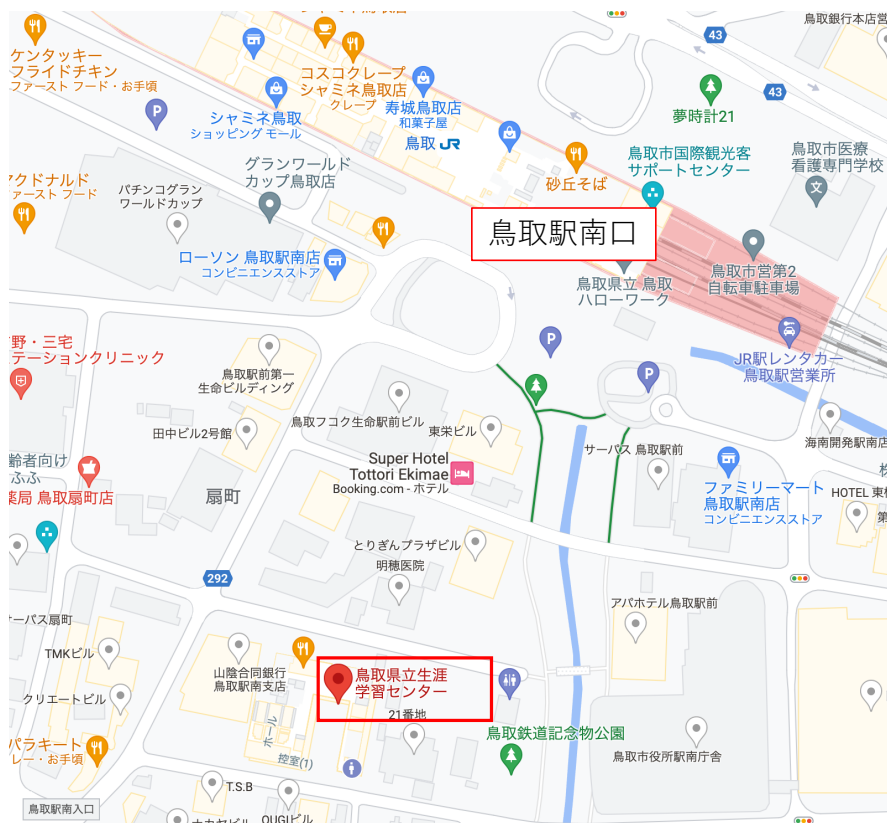 鳥取銀行本店営
43
ケンタッキー
フライドチキン
ファースト フード・お手頃
コスコクレープ
シャミネ鳥取店
クレープ
寿城鳥取店
和菓子屋
43
夢時計21
P
シャミネ鳥取
ショッピング モール
鳥取 JR
砂丘そば
鳥取市国際観光客
サポートセンター
鳥取市医療
看護専門学校
文
グランワールド
カップ鳥取店
パチンコグラン
ワールドカップ
クドナルド
ファースト フード
鳥取駅南口
ローソン 鳥取駅南店
コンビニエンスストア
鳥取県立 鳥取
ハローワーク
鳥取市営第2
自転車駐車場
野・三宅
テーションクリニック
P
P
JR駅レンタカー
鳥取駅営業所
鳥取駅前第一
生命ビルディング
鳥取フコク生命駅前ビル
東栄ビル
田中ビル2号館
サーパス 鳥取駅前
海南開発駅南店
齢者向け
ふふ
薬局 鳥取扇町店
扇町
Super Hotel
Tottori Ekimae
Booking.com - ホテル
ファミリーマート
鳥取駅南店
コンビニエンスストア
HOTEL 東
第
とりぎんプラザビル
明穂医院
292
アパホテル鳥取駅前
ーパス扇町
TMKビル
山陰合同銀行
鳥取駅南支店
鳥取県立生涯
学習センター
21番地
クリエートビル
ホール
控室(1)
鳥取鉄道記念物公園
鳥取市役所駅南庁舎
パラキート
レー・お手頃
T.S.B
鳥取駅南入口
OUGIビル